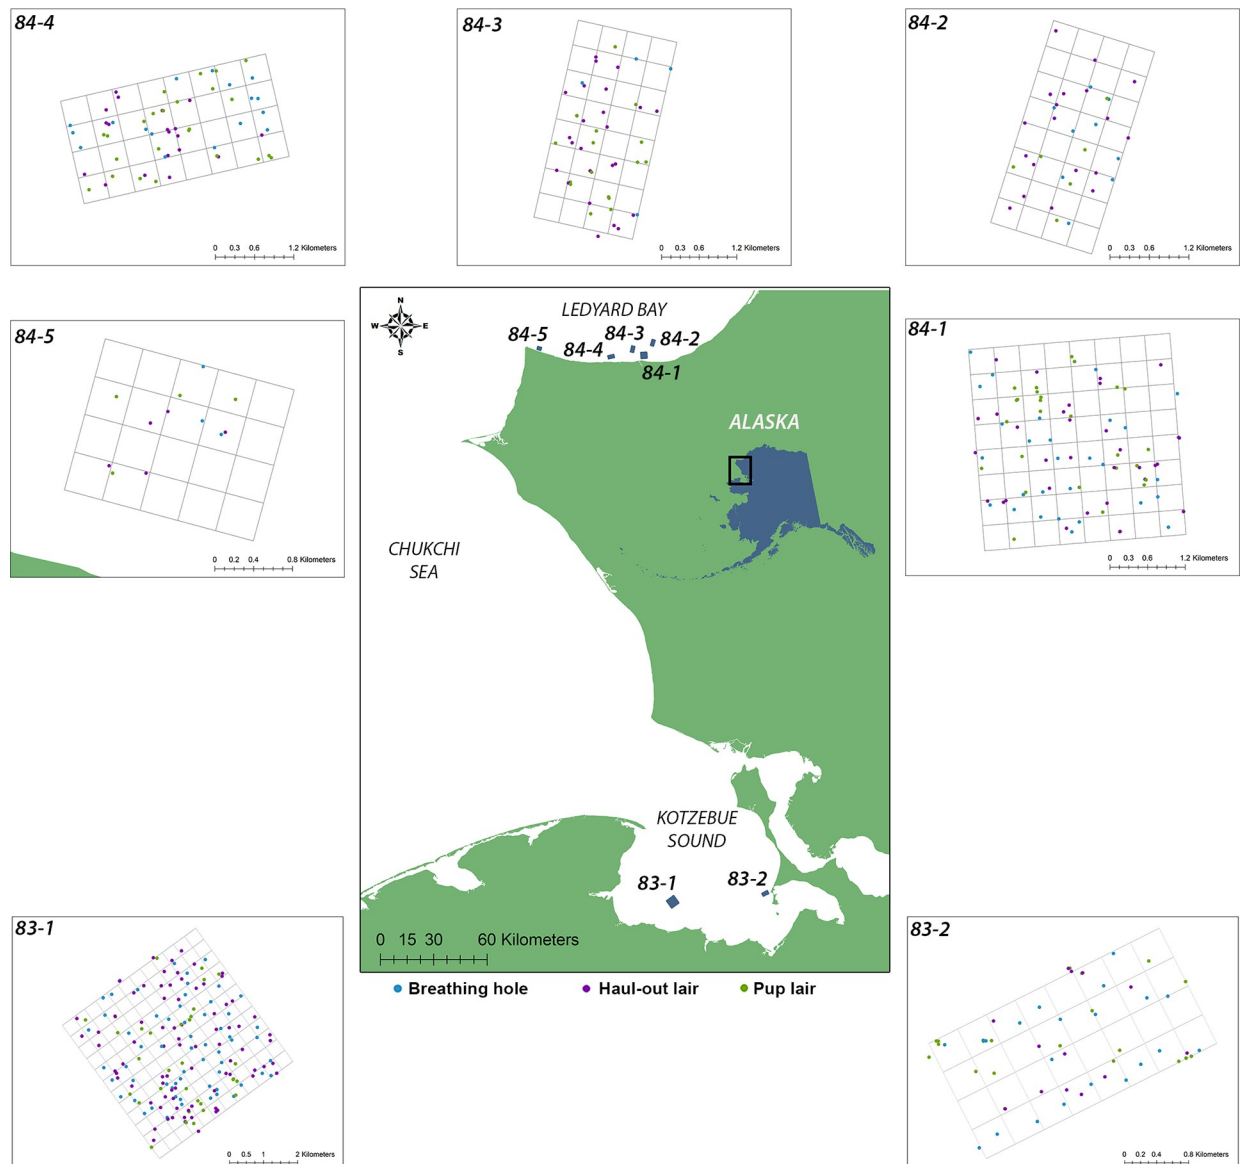 84-4
0 0.3 0.6 1.2 Kilometers
84-3
0 0.3 0.6 1.2 Kilometers
84-2
0 0.3 0.6 1.2 Kilometers
84-5
0 0.2 0.4 0.8 Kilometers
N
W E
S
LEDYARD BAY
84-5
84-4
84-3
84-2
84-1
ALASKA
CHUKCHI
SEA
KOTZEBUE
SOUND
83-1
83-2
0 15 30 60 Kilometers
84-1
0 0.3 0.6 1.2 Kilometers
83-1
0 0.5 1 2 Kilometers
Breathing hole Haul-out lair Pup lair
83-2
0 0.2 0.4 0.8 Kilometers